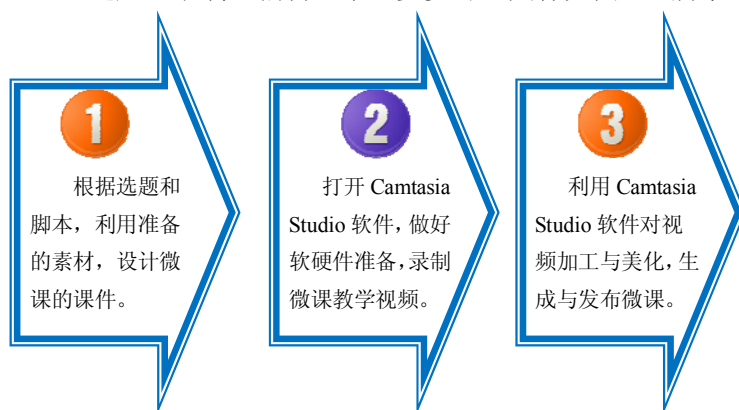 1
根据选题和
脚本，利用准备
的素材，设计微
课的课件。
2
打开 Camtasia
Studio 软件，做好
软硬件准备，录制
微课教学视频。
3
利用 Camtasia
Studio 软件对视
频加工与美化，生
成与发布微课。